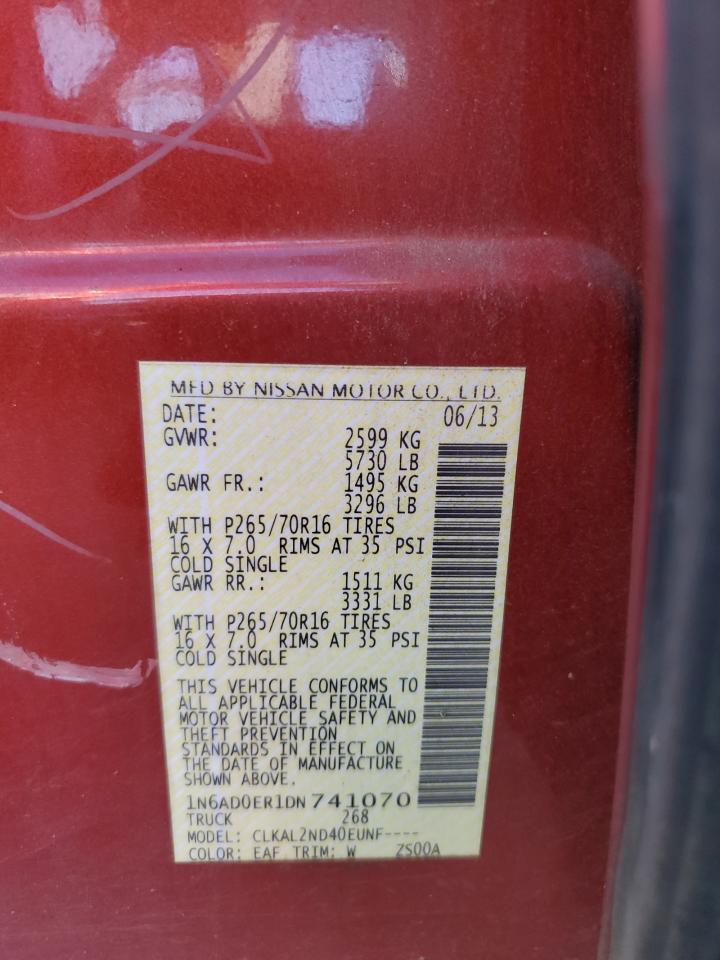 MFD BY NISSAN MOTOR CO., LTD.
DATE: 06/13
GVWR: 2599 KG
5730 LB
GAWR FR.: 1495 KG
3296 LB
WITH P265/70R16 TIRES
16 X 7.0 RIMS AT 35 PSI
COLD SINGLE
GAWR RR.: 1511 KG
3331 LB
WITH P265/70R16 TIRES
16 X 7.0 RIMS AT 35 PSI
COLD SINGLE
THIS VEHICLE CONFORMS TO
ALL APPLICABLE FEDERAL
MOTOR VEHICLE SAFETY AND
THEFT PREVENTION
STANDARDS IN EFFECT ON
THE DATE OF MANUFACTURE
SHOWN ABOVE.
1N6AD0ER1DN741070
TRUCK 268
MODEL: CLKAL2ND40EUNF----
COLOR: EAF TRIM: W ZS00A